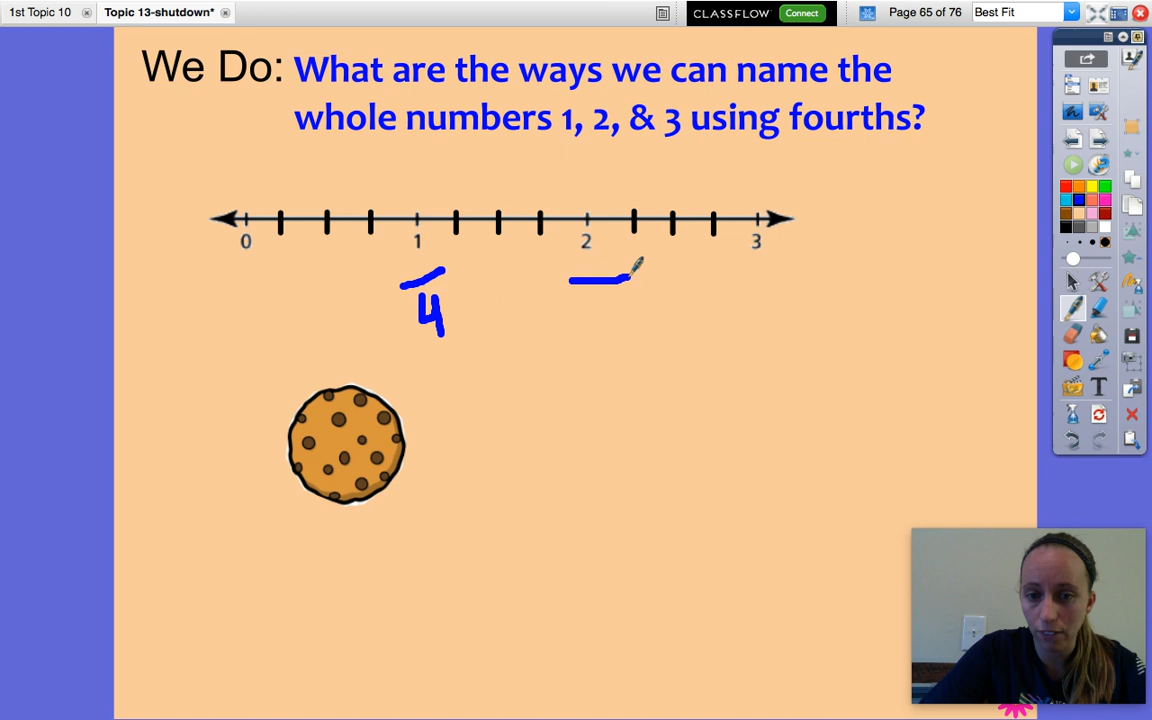 1st Topic 10
Topic 13-shutdown*
CLASSFLOW Connect
Page 65 of 76
Best Fit
We Do: What are the ways we can name the
whole numbers 1, 2, & 3 using fourths?
0 1 2 3
4
T